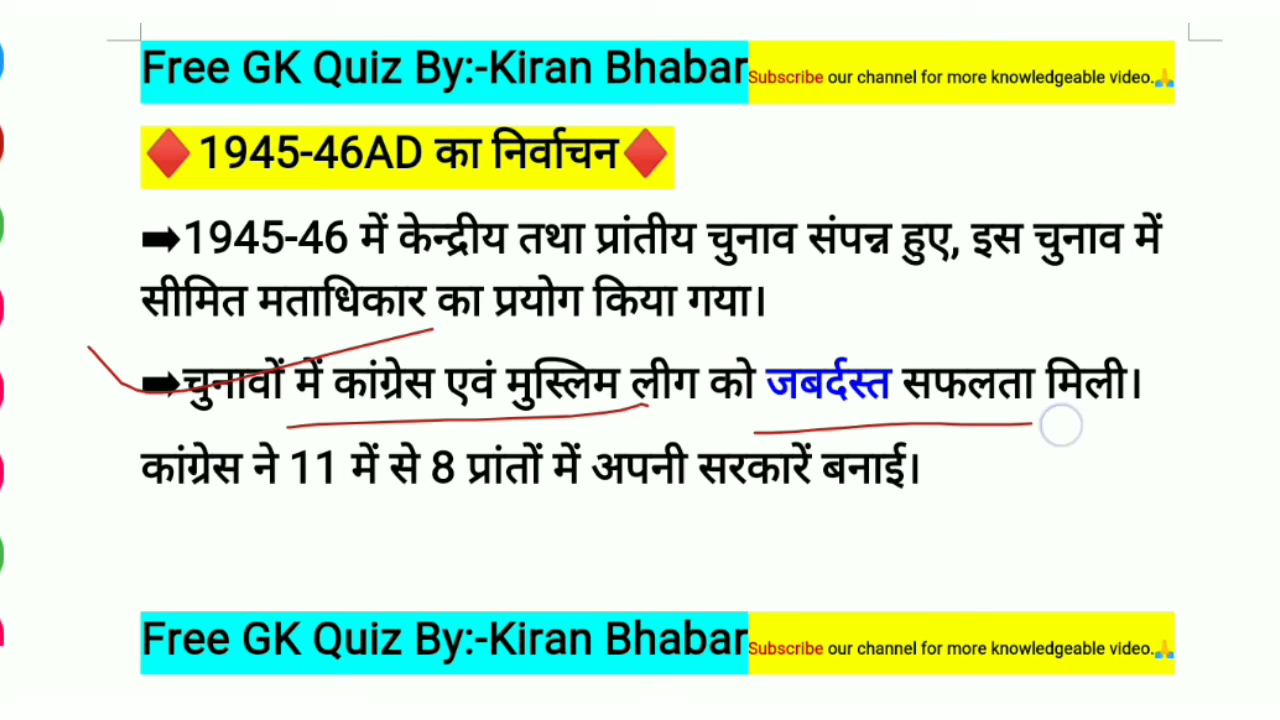 Free GK Quiz By:-Kiran Bhabar Subscribe our channel for more knowledgeable video.🙏
♦️1945-46AD का निर्वाचन♦️
➡1945-46 में केन्द्रीय तथा प्रांतीय चुनाव संपन्न हुए, इस चुनाव में
सीमित मताधिकार का प्रयोग किया गया।
➡चुनावों में कांग्रेस एवं मुस्लिम लीग को जबर्दस्त सफलता मिली।
कांग्रेस ने 11 में से 8 प्रांतों में अपनी सरकारें बनाई।
Free GK Quiz By:-Kiran Bhabar Subscribe our channel for more knowledgeable video.🙏